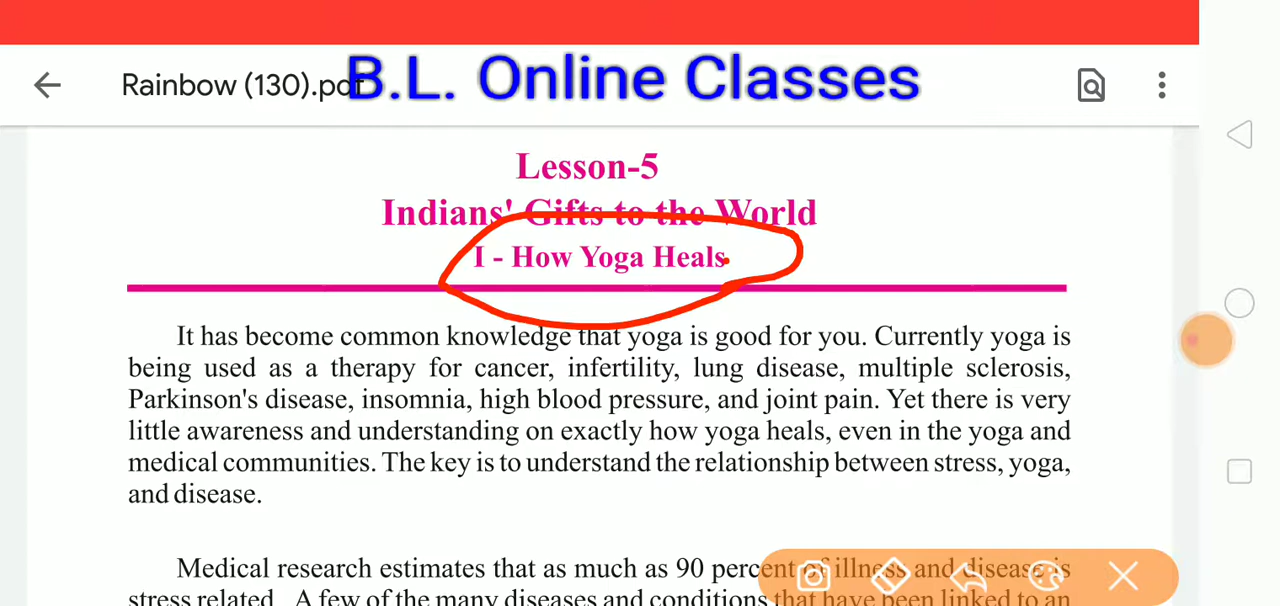 B.L. Online Classes
Rainbow (130).pdf
Lesson-5
Indians' Gifts to the World
I - How Yoga Heals
It has become common knowledge that yoga is good for you. Currently yoga is
being used as a therapy for cancer, infertility, lung disease, multiple sclerosis,
Parkinson's disease, insomnia, high blood pressure, and joint pain. Yet there is very
little awareness and understanding on exactly how yoga heals, even in the yoga and
medical communities. The key is to understand the relationship between stress, yoga,
and disease.
Medical research estimates that as much as 90 percent of illness and disease is
stress related. A few of the many diseases and conditions that have been linked to an